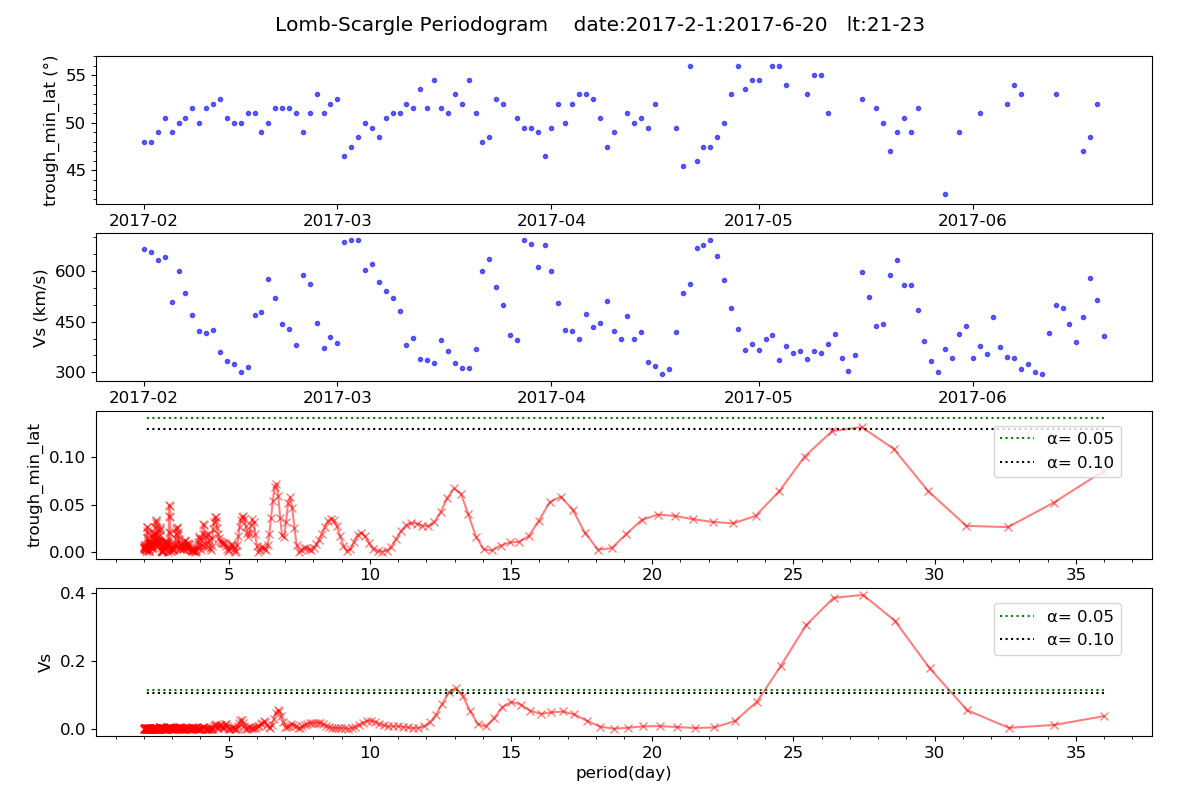 Lomb-Scargle Periodogram date:2017-2-1:2017-6-20 lt:21-23
trough_min_lat (°)
55
50
45
2017-02 2017-03 2017-04 2017-05 2017-06
Vs (km/s)
600
450
300
2017-02 2017-03 2017-04 2017-05 2017-06
trough_min_lat
0.10
0.05
0.00
α= 0.05
α= 0.10
5 10 15 20 25 30 35
Vs
0.4
0.2
0.0
α= 0.05
α= 0.10
5 10 15 20 25 30 35
period(day)